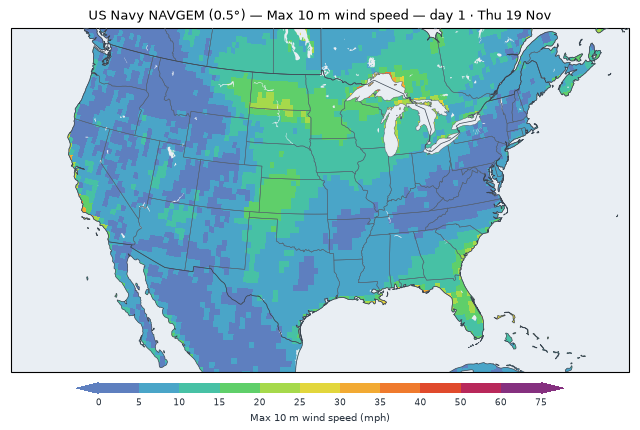 US Navy NAVGEM (0.5°) — Max 10 m wind speed — day 1 · Thu 19 Nov
0 5 10 15 20 25 30 35 40 50 60 75
Max 10 m wind speed (mph)